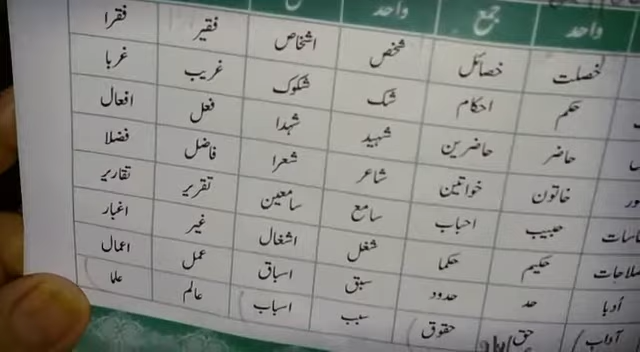 واحد جمع واحد
خصلت خصائل شخص اشخاص فقیر فقرا
حکم احکام شک شکوک غریب غربا
حاضر حاضرین شہید شہدا فعل افعال
خاتون خواتین شاعر شعرا فاضل فضلا
حبیب احباب سامع سامعین تقریر تقاریر
حکیم حکما شغل اشغال غیر اغیار
ادبا حد حدود سبق اسباق عمل اعمال
آداب حق حقوق سبب اسباب عالم علما